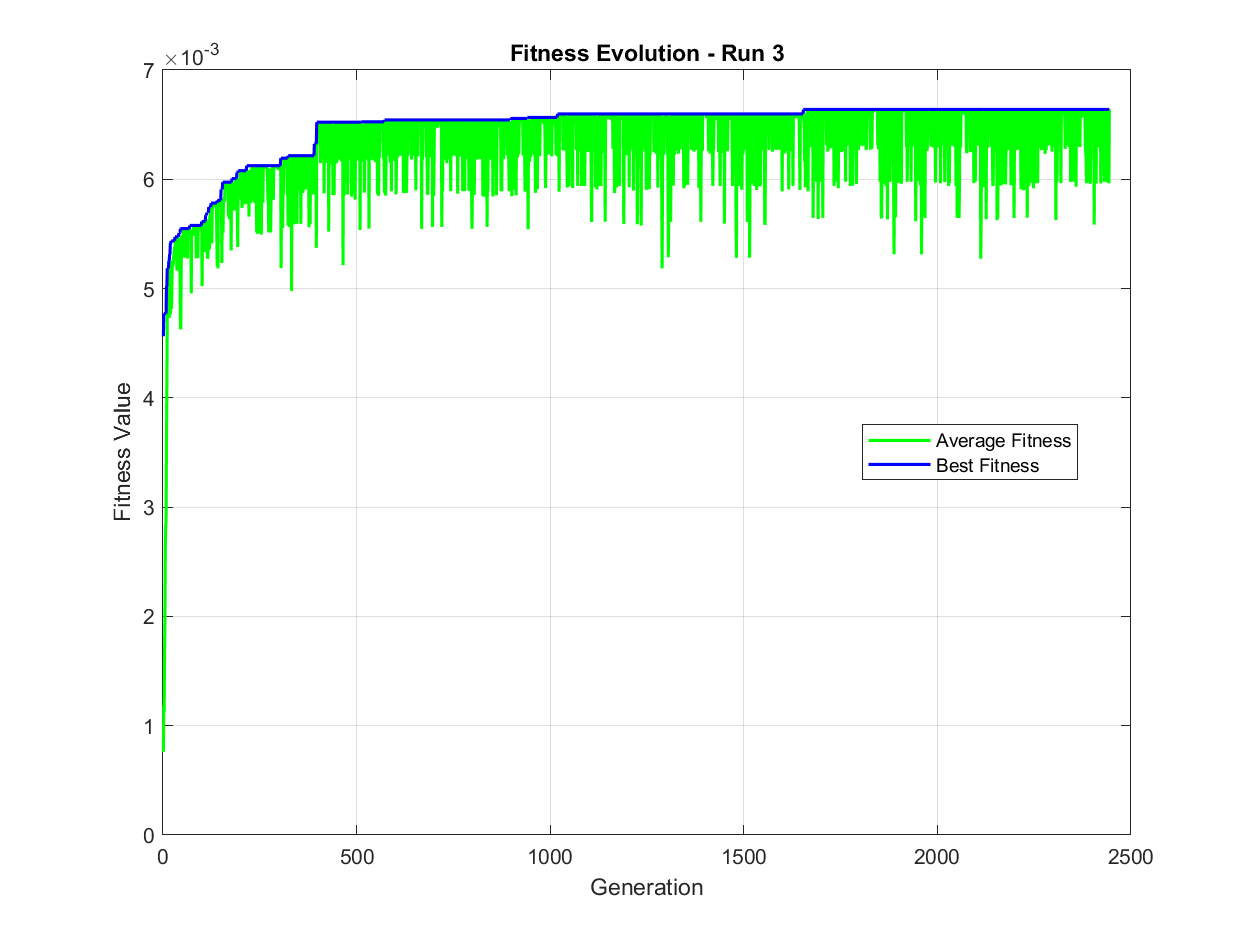 Fitness Evolution - Run 3
×10-3
7
6
5
4
3
2
1
0
Fitness Value
Average Fitness
Best Fitness
0 500 1000 1500 2000 2500
Generation